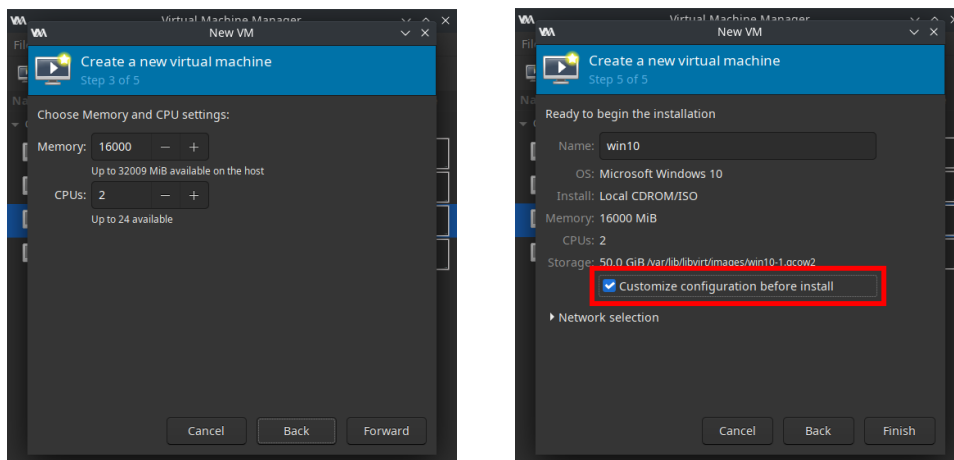 Virtual Machine Manager
New VM
Create a new virtual machine
Step 3 of 5
Choose Memory and CPU settings:
Memory: 16000 − +
Up to 32009 MiB available on the host
CPUs: 2 − +
Up to 24 available
Cancel Back Forward
Virtual Machine Manager
New VM
Create a new virtual machine
Step 5 of 5
Ready to begin the installation
Name: win10
OS: Microsoft Windows 10
Install: Local CDROM/ISO
Memory: 16000 MiB
CPUs: 2
Storage: 50.0 GiB /var/lib/libvirt/images/win10-1.qcow2
Customize configuration before install
Network selection
Cancel Back Finish